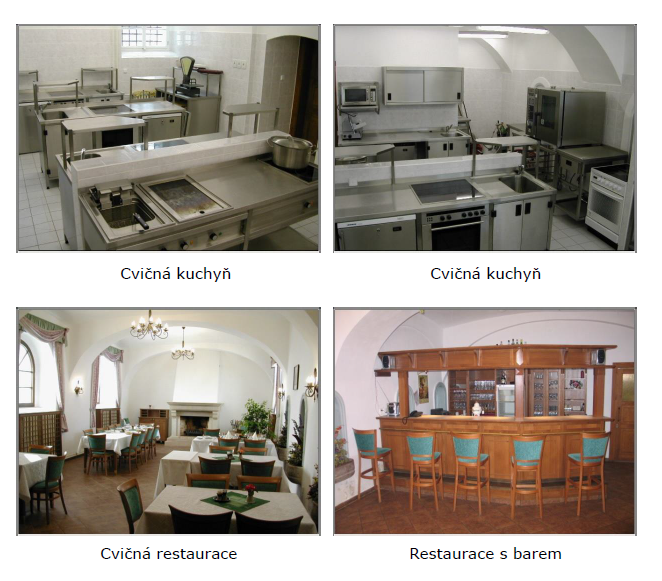 Cvičná kuchyň
Cvičná kuchyň
Cvičná restaurace
Restaurace s barem